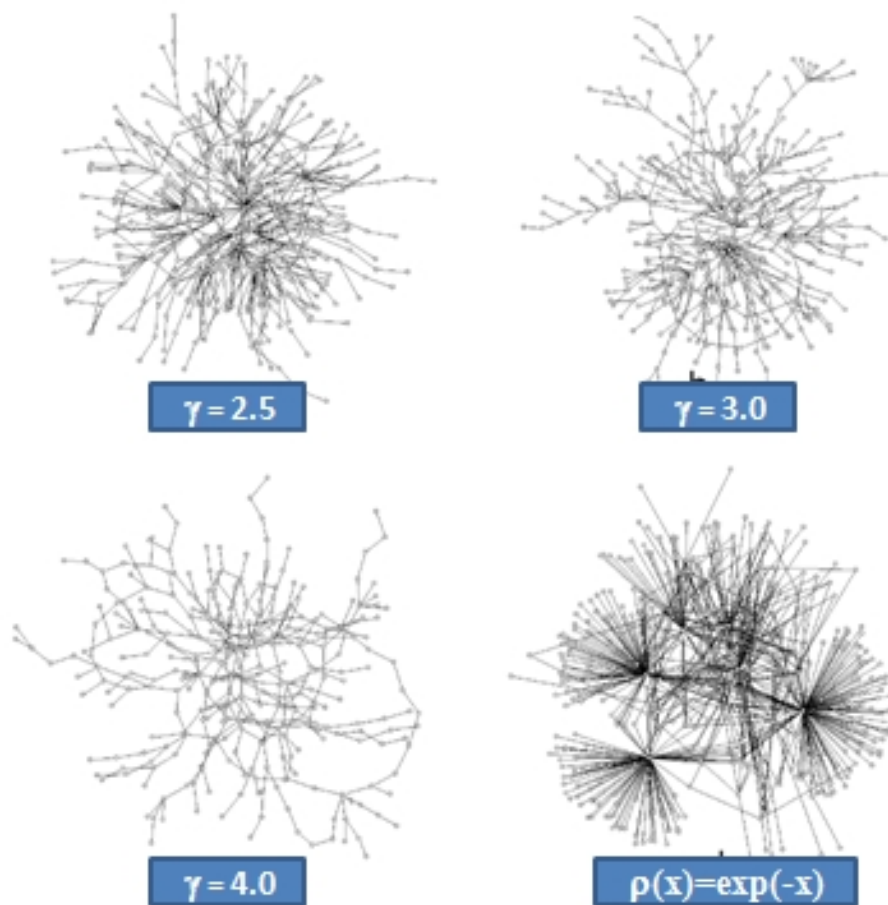 γ = 2.5
γ = 3.0
γ = 4.0
ρ(x)=exp(-x)